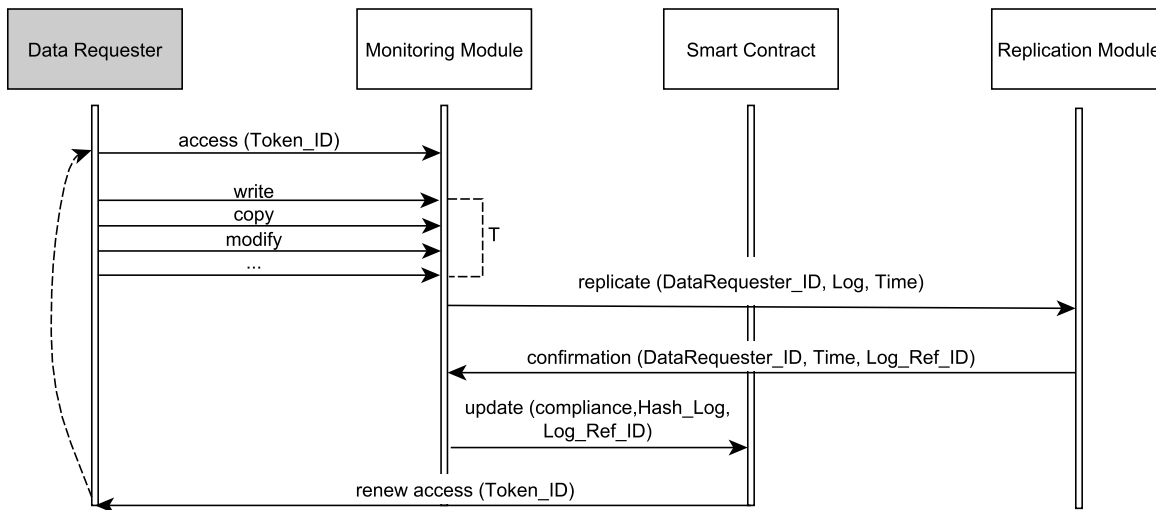 Data Requester
Monitoring Module
Smart Contract
Replication Module
access (Token_ID)
write
copy
modify
...
T
replicate (DataRequester_ID, Log, Time)
confirmation (DataRequester_ID, Time, Log_Ref_ID)
update (compliance,Hash_Log,
Log_Ref_ID)
renew access (Token_ID)